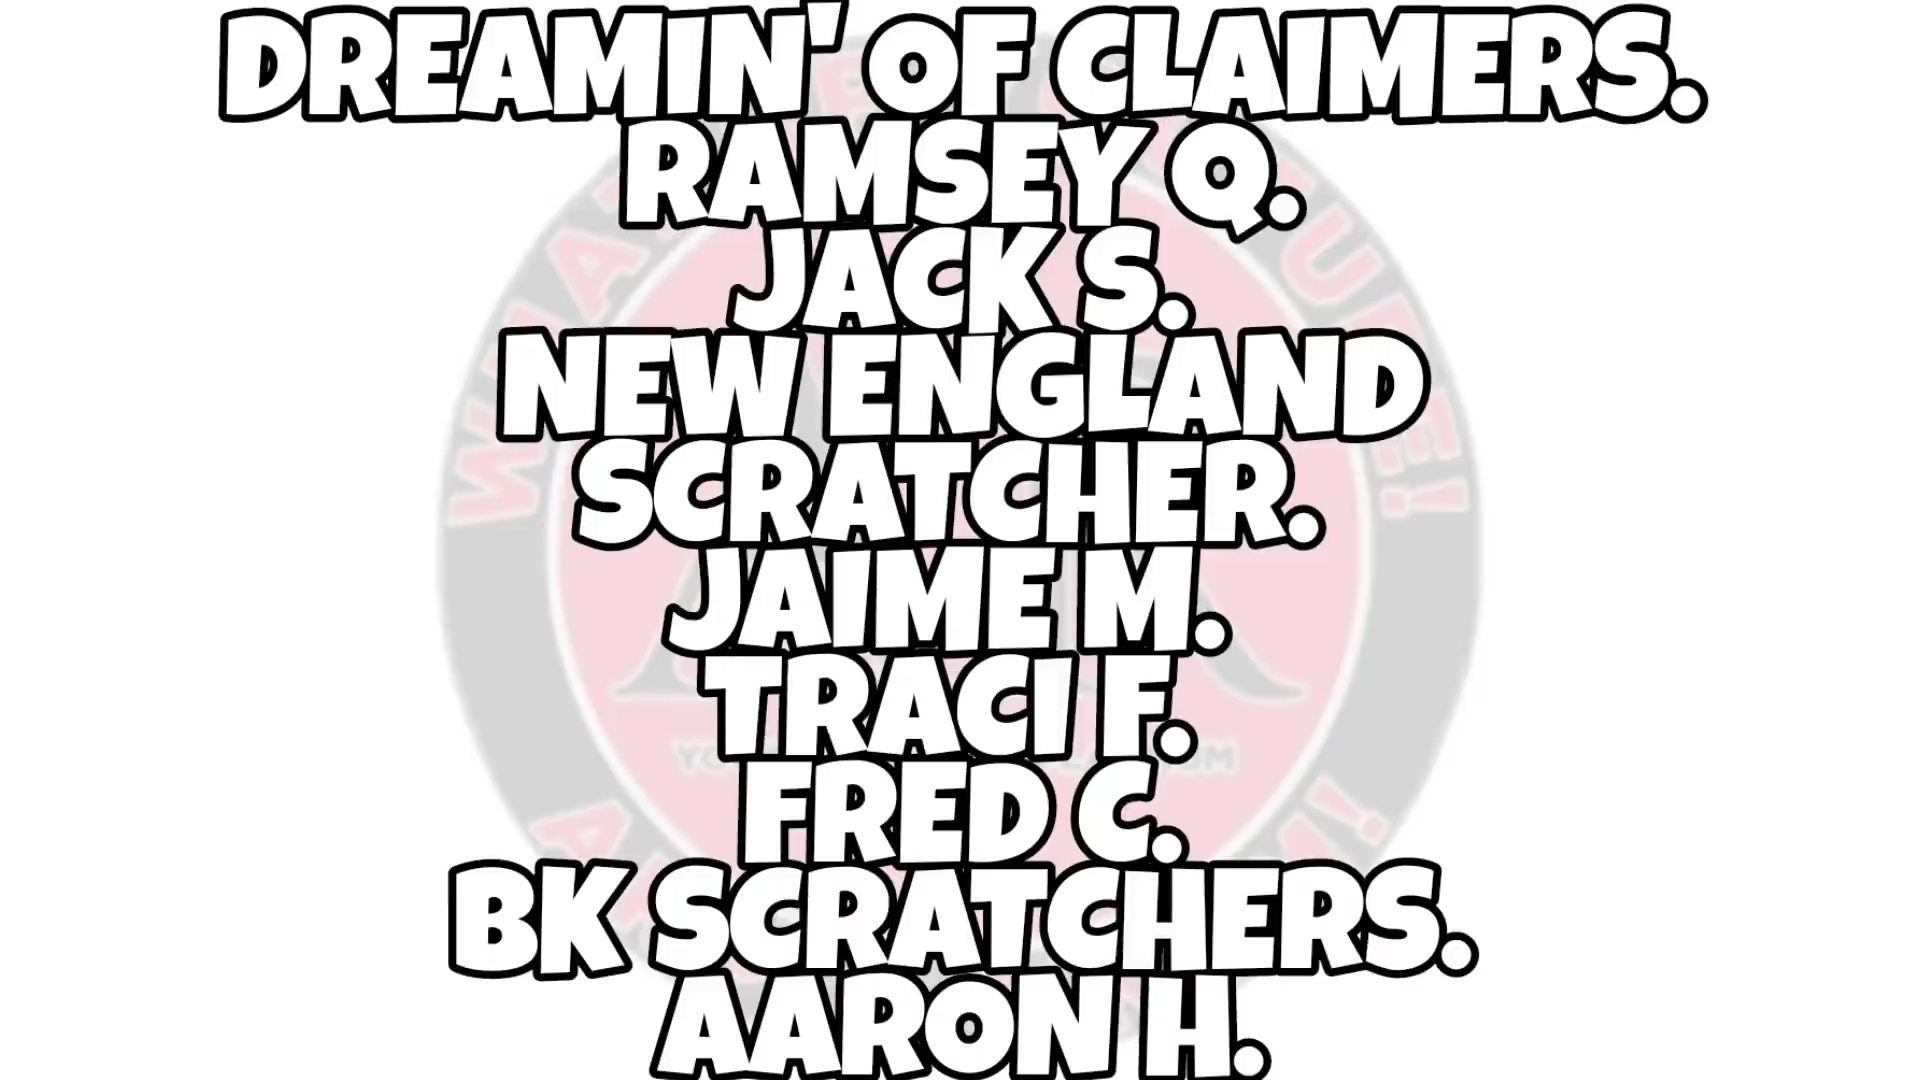 DREAMIN' OF CLAIMERS.
RAMSEY Q.
JACK S.
NEW ENGLAND
SCRATCHER.
JAIME M.
TRACI F.
FRED C.
BK SCRATCHERS.
AARON H.